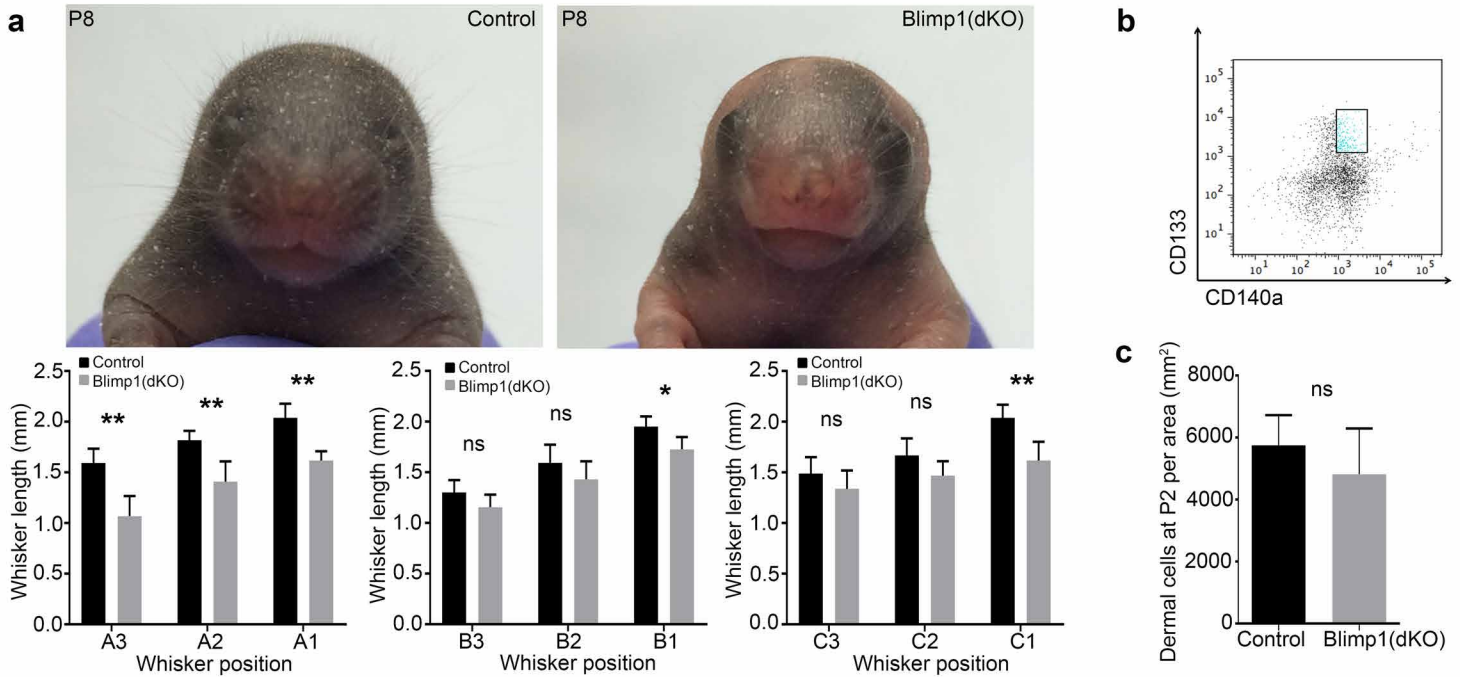 a
P8
Control
P8
Blimp1(dKO)
Control
Blimp1(dKO)
Whisker length (mm)
2.5
2.0
1.5
1.0
0.5
0.0
**
**
**
A3
A2
A1
Whisker position
Control
Blimp1(dKO)
Whisker length (mm)
2.5
2.0
1.5
1.0
0.5
0.0
ns
ns
*
B3
B2
B1
Whisker position
Control
Blimp1(dKO)
Whisker length (mm)
2.5
2.0
1.5
1.0
0.5
0.0
ns
ns
**
C3
C2
C1
Whisker position
b
CD133
10⁵
10⁴
10³
10²
10¹
10¹ 10² 10³ 10⁴ 10⁵
CD140a
c
Dermal cells at P2 per area (mm²)
8000
6000
4000
2000
0
ns
Control
Blimp1(dKO)